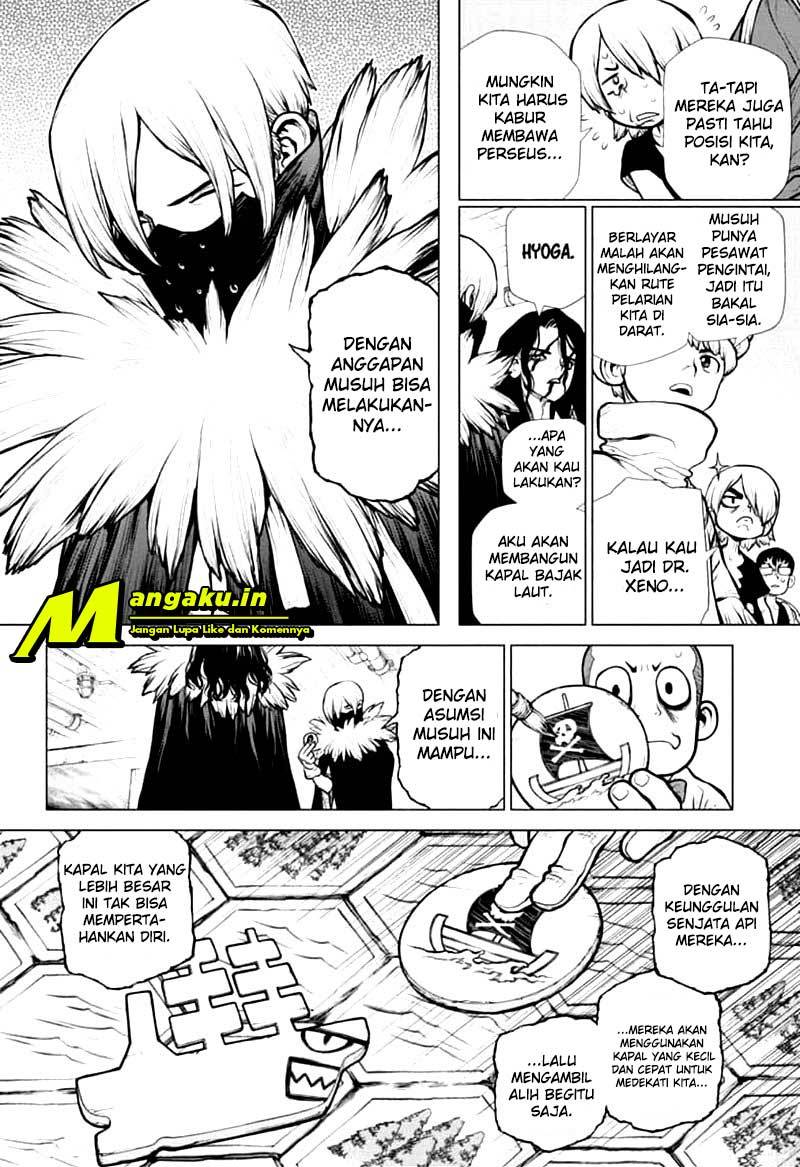 MUNGKIN
KITA HARUS
KABUR
MEMBAWA
PERSEUS...
TA-TAPI
MEREKA JUGA
PASTI TAHU
POSISI KITA,
KAN?
MUSUH
PUNYA
PESAWAT
PENGINTAI,
JADI ITU
BAKAL
SIA-SIA.
BERLAYAR
MALAH AKAN
MENGHILANG-
KAN RUTE
PELARIAN
KITA DI
DARAT.
HYOGA.
...APA
YANG
AKAN KAU
LAKUKAN?
KALAU KAU
JADI DR.
XENO...
AKU AKAN
MEMBANGUN
KAPAL BAJAK
LAUT.
DENGAN
ANGGAPAN
MUSUH BISA
MELAKUKAN-
NYA...
Mangaku.in
Jangan Lupa Like dan Komennya
DENGAN
ASUMSI
MUSUH INI
MAMPU...
KAPAL KITA YANG
LEBIH BESAR
INI TAK BISA
MEMPERTA-
HANKAN DIRI.
DENGAN
KEUNGGULAN
SENJATA API
MEREKA...
...MEREKA AKAN
MENGGUNAKAN
KAPAL YANG KECIL
DAN CEPAT UNTUK
MEDEKATI KITA...
...LALU
MENGAMBIL
ALIH BEGITU
SAJA.